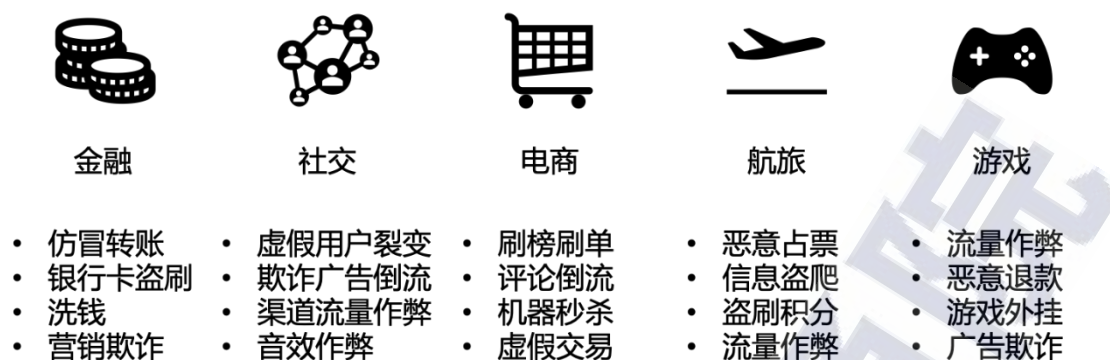 金融
社交
电商
航旅
游戏
• 仿冒转账
• 银行卡盗刷
• 洗钱
• 营销欺诈
• 虚假用户裂变
• 欺诈广告倒流
• 渠道流量作弊
• 音效作弊
• 刷榜刷单
• 评论倒流
• 机器秒杀
• 虚假交易
• 恶意占票
• 信息盗爬
• 盗刷积分
• 流量作弊
• 流量作弊
• 恶意退款
• 游戏外挂
• 广告欺诈